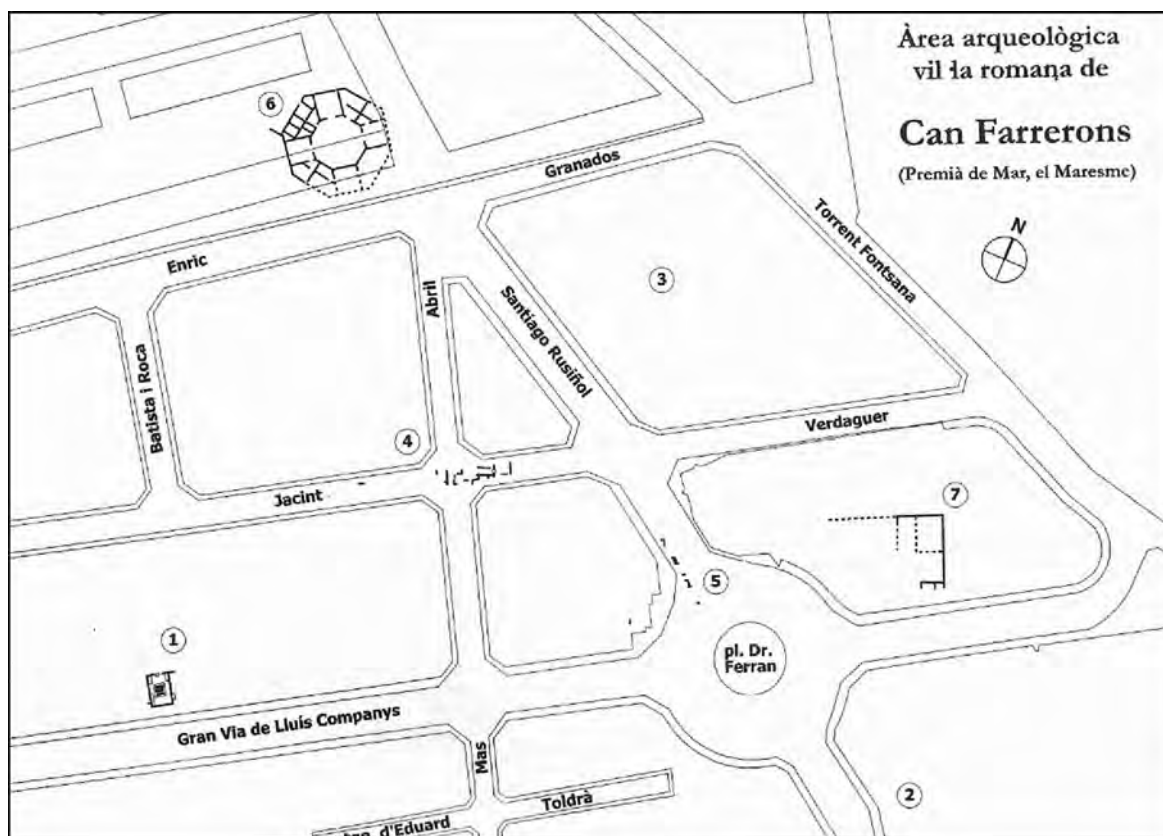 Àrea arqueològica
vil·la romana de
Can Farrerons
(Premià de Mar, el Maresme)
N
6
Granados
Torrent Fontsana
Enric
3
Abril
Santiago Rusiñol
Batista i Roca
Verdaguer
4
Jacint
7
5
1
pl. Dr.
Ferran
Gran Via de Lluís Companys
Mas
2
Toldrà
d'Eduard